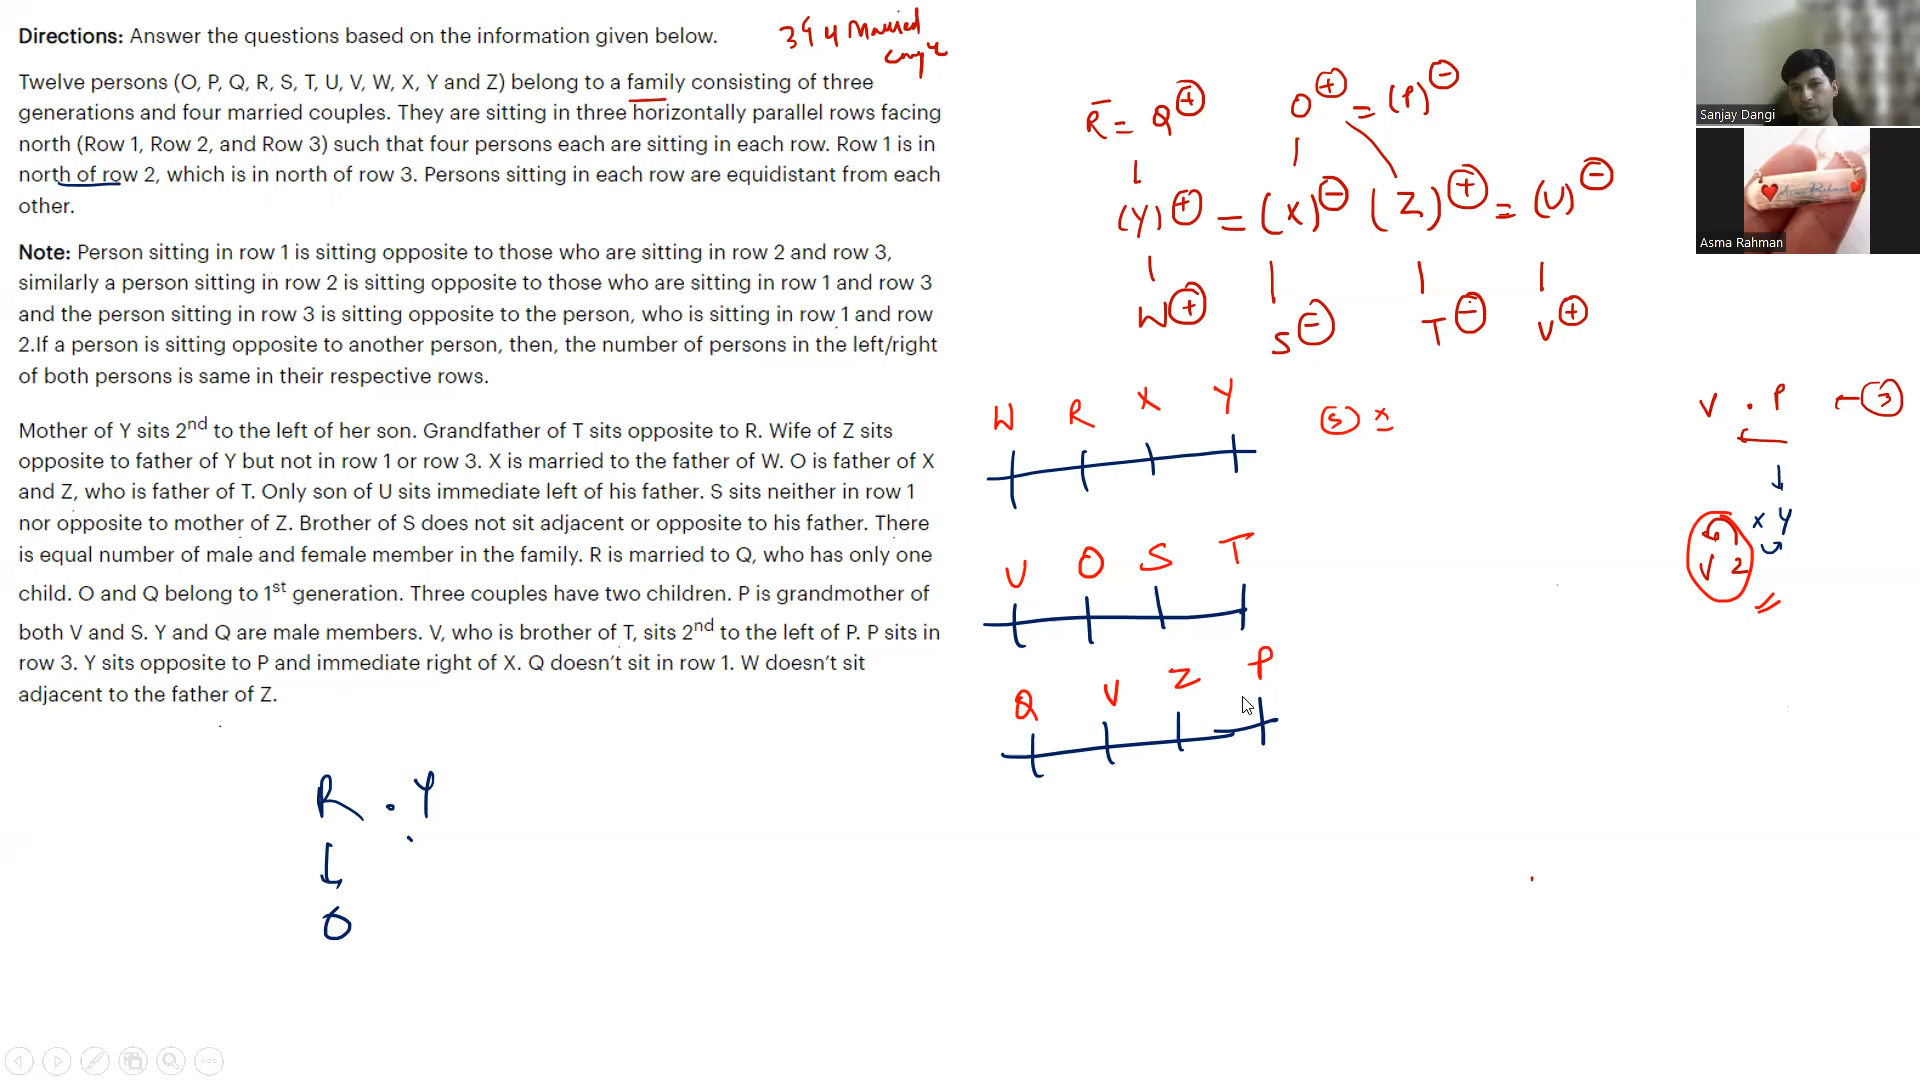 Directions: Answer the questions based on the information given below.
3G 4 Married
Twelve persons (O, P, Q, R, S, T, U, V, W, X, Y and Z) belong to a family consisting of three
generations and four married couples. They are sitting in three horizontally parallel rows facing
north (Row 1, Row 2, and Row 3) such that four persons each are sitting in each row. Row 1 is in
north of row 2, which is in north of row 3. Persons sitting in each row are equidistant from each
other.
Note: Person sitting in row 1 is sitting opposite to those who are sitting in row 2 and row 3,
similarly a person sitting in row 2 is sitting opposite to those who are sitting in row 1 and row 3
and the person sitting in row 3 is sitting opposite to the person, who is sitting in row 1 and row
2.If a person is sitting opposite to another person, then, the number of persons in the left/right
of both persons is same in their respective rows.
Mother of Y sits 2nd to the left of her son. Grandfather of T sits opposite to R. Wife of Z sits
opposite to father of Y but not in row 1 or row 3. X is married to the father of W. O is father of X
and Z, who is father of T. Only son of U sits immediate left of his father. S sits neither in row 1
nor opposite to mother of Z. Brother of S does not sit adjacent or opposite to his father. There
is equal number of male and female member in the family. R is married to Q, who has only one
child. O and Q belong to 1st generation. Three couples have two children. P is grandmother of
both V and S. Y and Q are male members. V, who is brother of T, sits 2nd to the left of P. P sits in
row 3. Y sits opposite to P and immediate right of X. Q doesn't sit in row 1. W doesn't sit
adjacent to the father of Z.
R . Y
O
R̅ = Q + O + = (P) -
(Y) + = (X) - (Z) + = (U) -
W + S - T - V +
W R X Y
U O S T
Q V Z P
(S) x
V . P ← 3
X Y
V Z
Sanjay Dangi
Asma Rahman